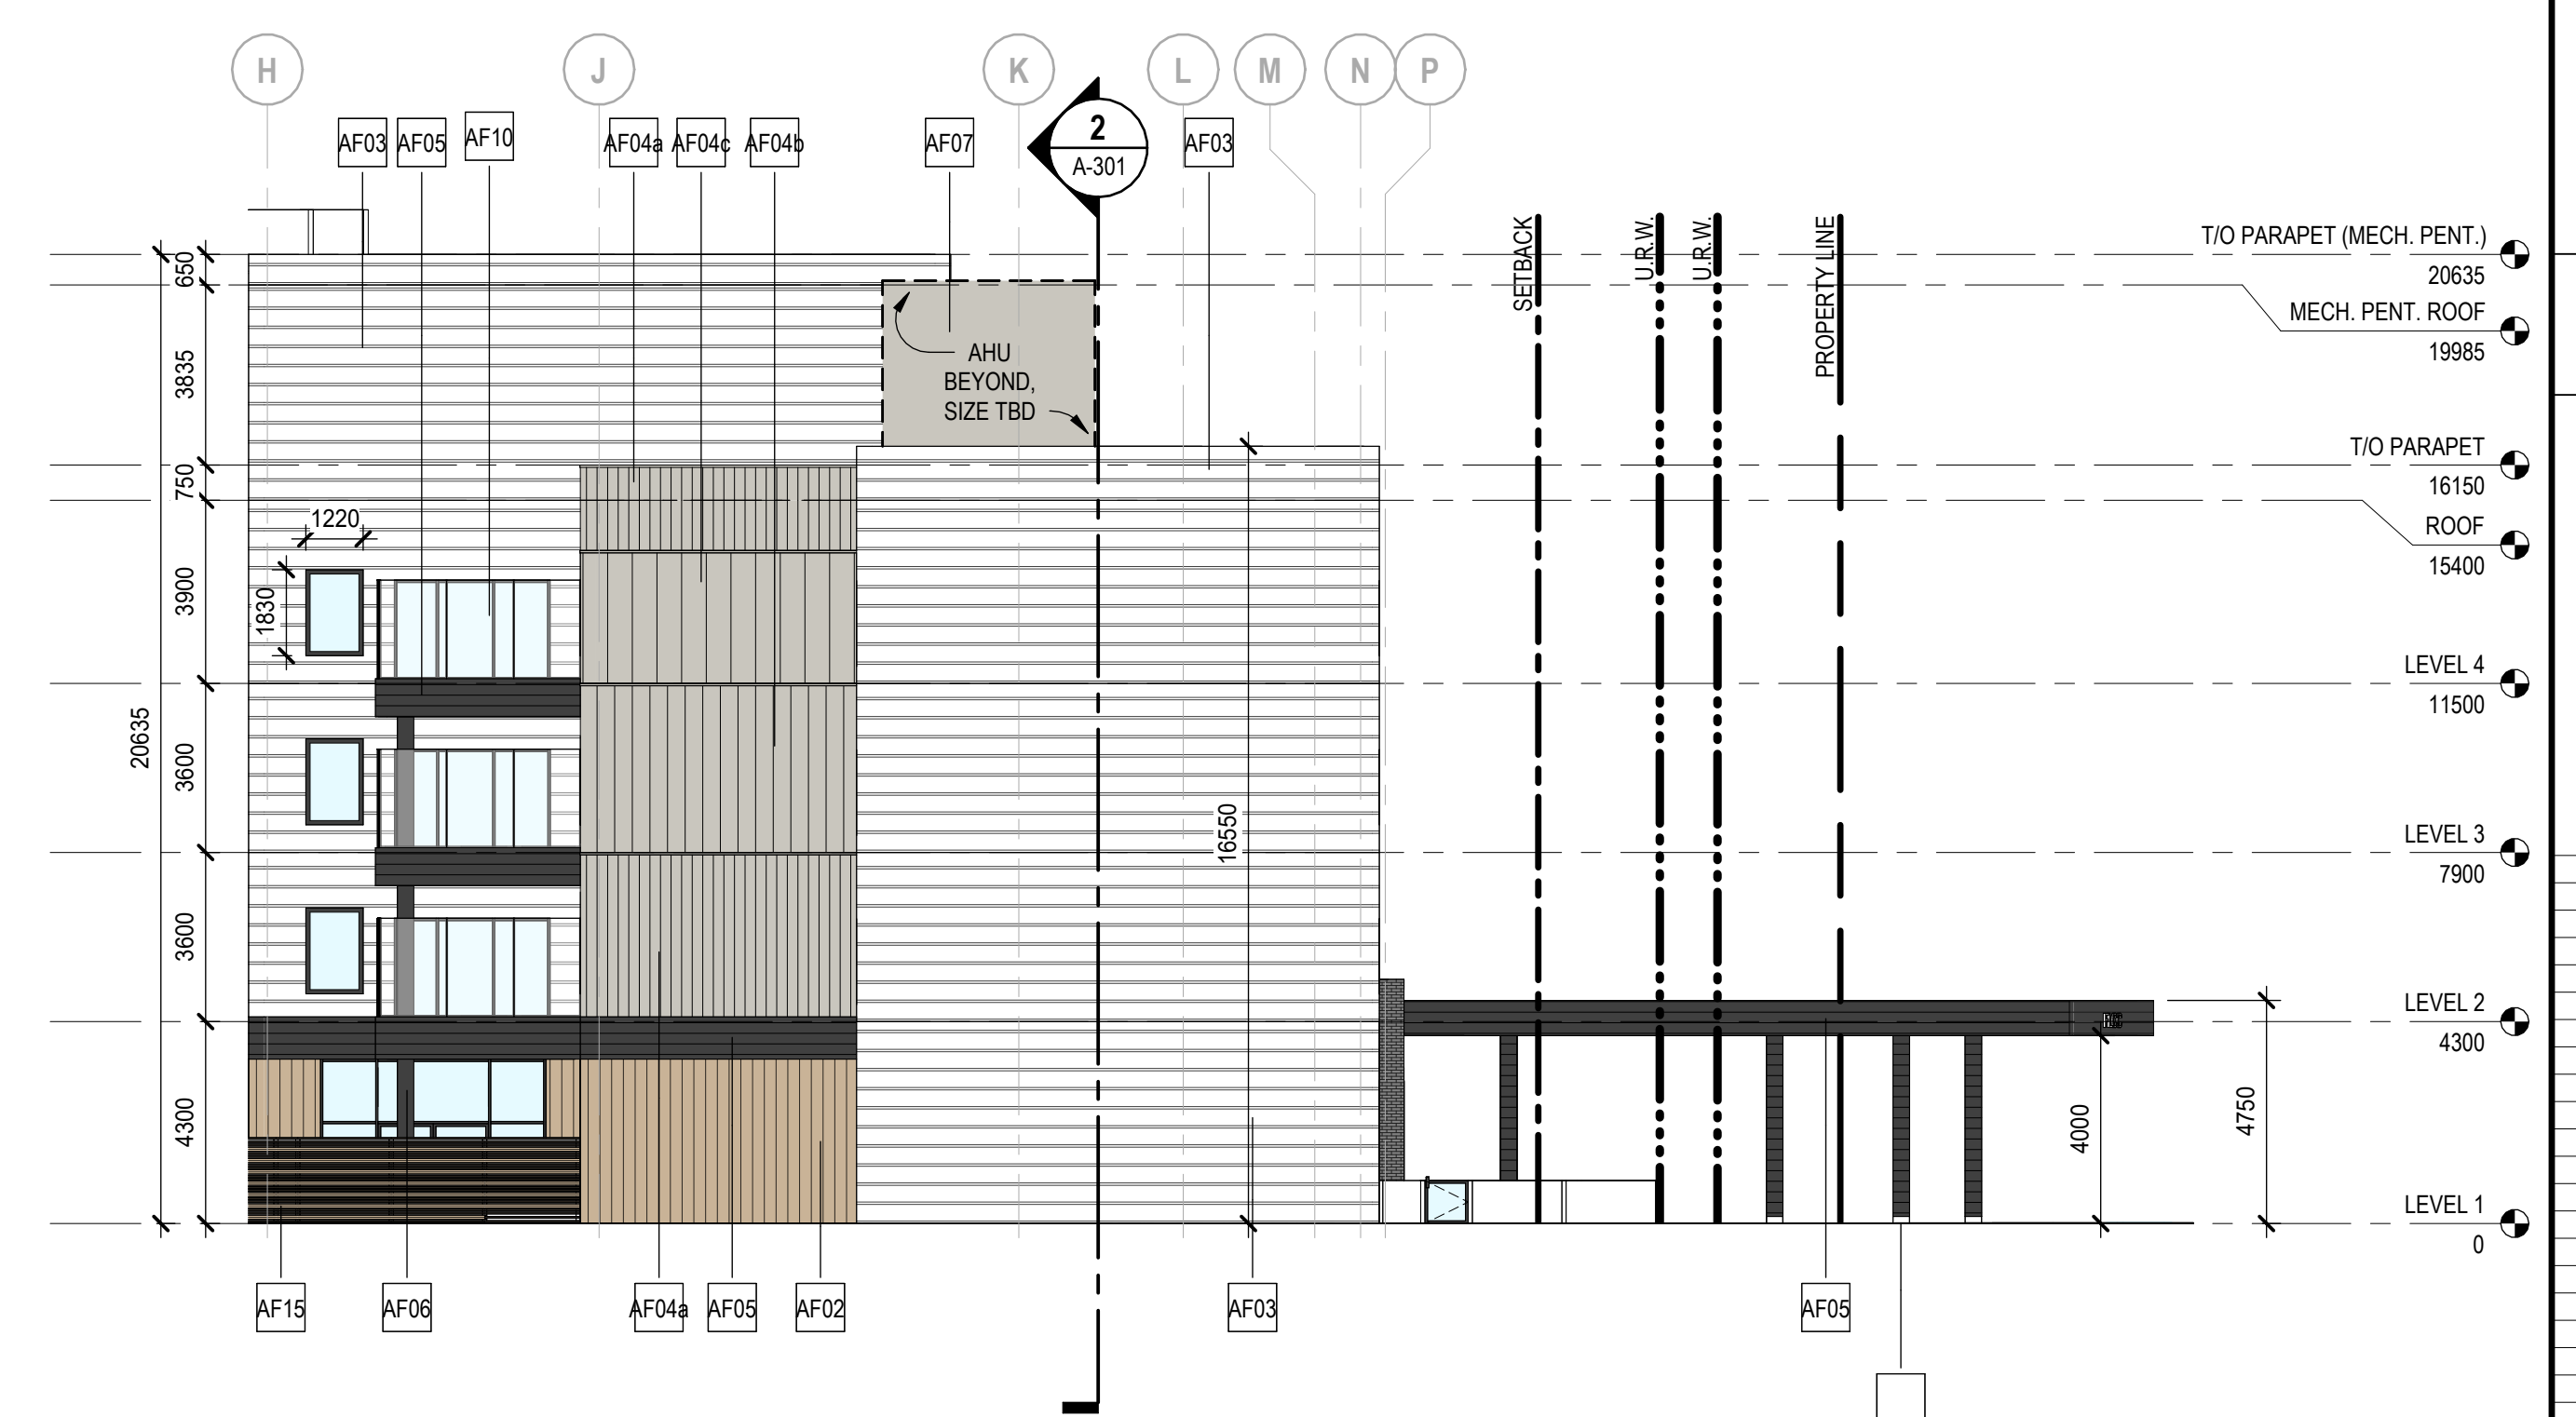 H
J
K
L
M
N
P
AF03
AF05
AF10
AF04a
AF04c
AF04b
AF07
2
A-301
AF03
SETBACK
U.R.W.
U.R.W.
PROPERTY LINE
T/O PARAPET (MECH. PENT.)
20635
MECH. PENT. ROOF
19985
T/O PARAPET
16150
ROOF
15400
LEVEL 4
11500
LEVEL 3
7900
LEVEL 2
4300
LEVEL 1
0
650
3835
750
3900
3600
3600
4300
20635
1220
1830
AHU
BEYOND,
SIZE TBD
16550
4000
4750
AF15
AF06
AF04a
AF05
AF02
AF03
AF05